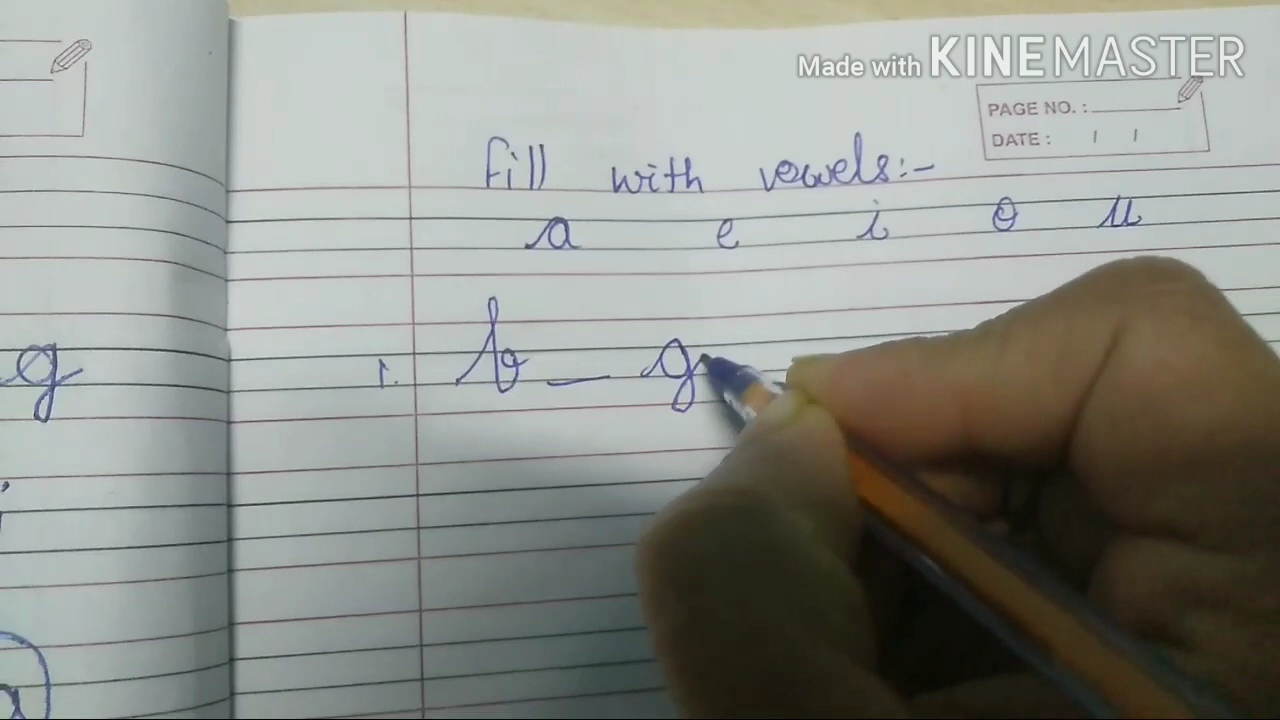 Made with KINEMASTER
PAGE NO. :
DATE :
Fill with vowels:-
a e i o u
1. b _ g
g